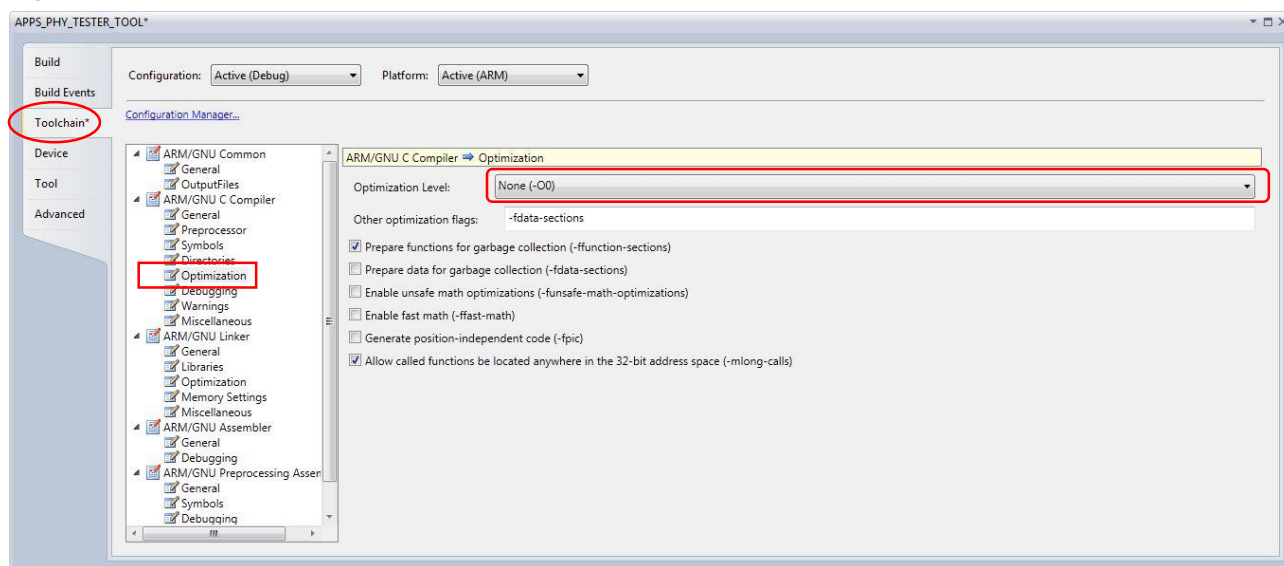 APPS_PHY_TESTER_TOOL*
Build
Build Events
Toolchain*
Device
Tool
Advanced
Configuration: Active (Debug) Platform: Active (ARM)
Configuration Manager...
ARM/GNU Common
General
OutputFiles
ARM/GNU C Compiler
General
Preprocessor
Symbols
Directories
Optimization
Debugging
Warnings
Miscellaneous
ARM/GNU Linker
General
Libraries
Optimization
Memory Settings
Miscellaneous
ARM/GNU Assembler
General
Debugging
ARM/GNU Preprocessing Assem
General
Symbols
Debugging
ARM/GNU C Compiler ➡ Optimization
Optimization Level: None (-O0)
Other optimization flags: -fdata-sections
Prepare functions for garbage collection (-ffunction-sections)
Prepare data for garbage collection (-fdata-sections)
Enable unsafe math optimizations (-funsafe-math-optimizations)
Enable fast math (-ffast-math)
Generate position-independent code (-fpic)
Allow called functions be located anywhere in the 32-bit address space (-mlong-calls)